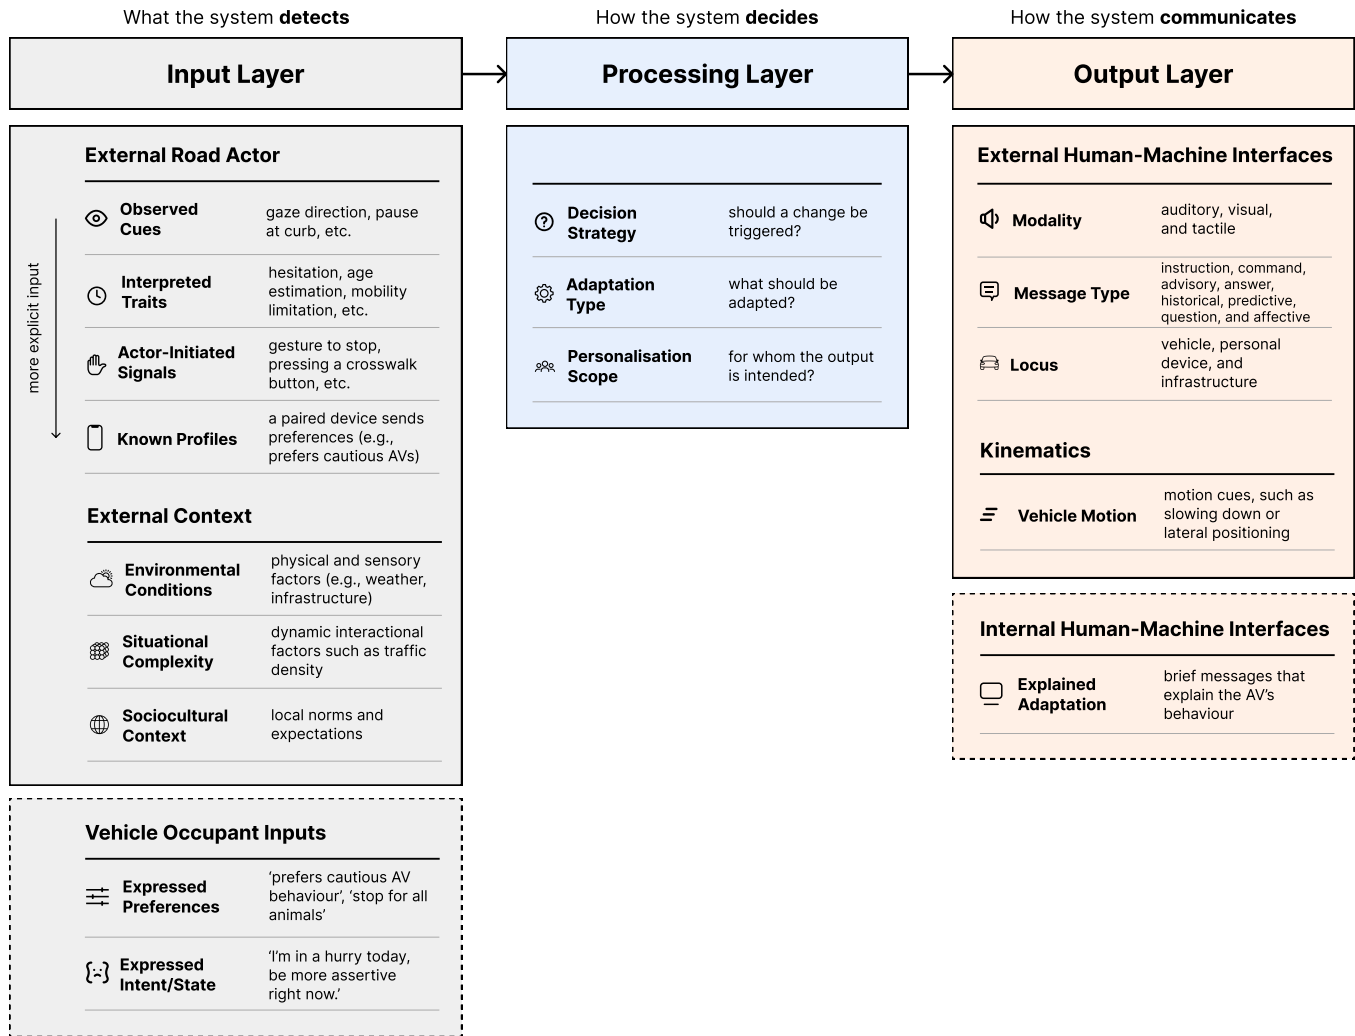 What the system detects
Input Layer
External Road Actor
more explicit input
Observed
Cues
gaze direction, pause
at curb, etc.
Interpreted
Traits
hesitation, age
estimation, mobility
limitation, etc.
Actor-Initiated
Signals
gesture to stop,
pressing a crosswalk
button, etc.
Known Profiles
a paired device sends
preferences (e.g.,
prefers cautious AVs)
External Context
Environmental
Conditions
physical and sensory
factors (e.g., weather,
infrastructure)
Situational
Complexity
dynamic interactional
factors such as traffic
density
Sociocultural
Context
local norms and
expectations
Vehicle Occupant Inputs
Expressed
Preferences
‘prefers cautious AV
behaviour’, ‘stop for all
animals’
Expressed
Intent/State
‘I’m in a hurry today,
be more assertive
right now.’
How the system decides
Processing Layer
Decision
Strategy
should a change be
triggered?
Adaptation
Type
what should be
adapted?
Personalisation
Scope
for whom the output
is intended?
How the system communicates
Output Layer
External Human-Machine Interfaces
Modality
auditory, visual,
and tactile
Message Type
instruction, command,
advisory, answer,
historical, predictive,
question, and affective
Locus
vehicle, personal
device, and
infrastructure
Kinematics
Vehicle Motion
motion cues, such as
slowing down or
lateral positioning
Internal Human-Machine Interfaces
Explained
Adaptation
brief messages that
explain the AV’s
behaviour